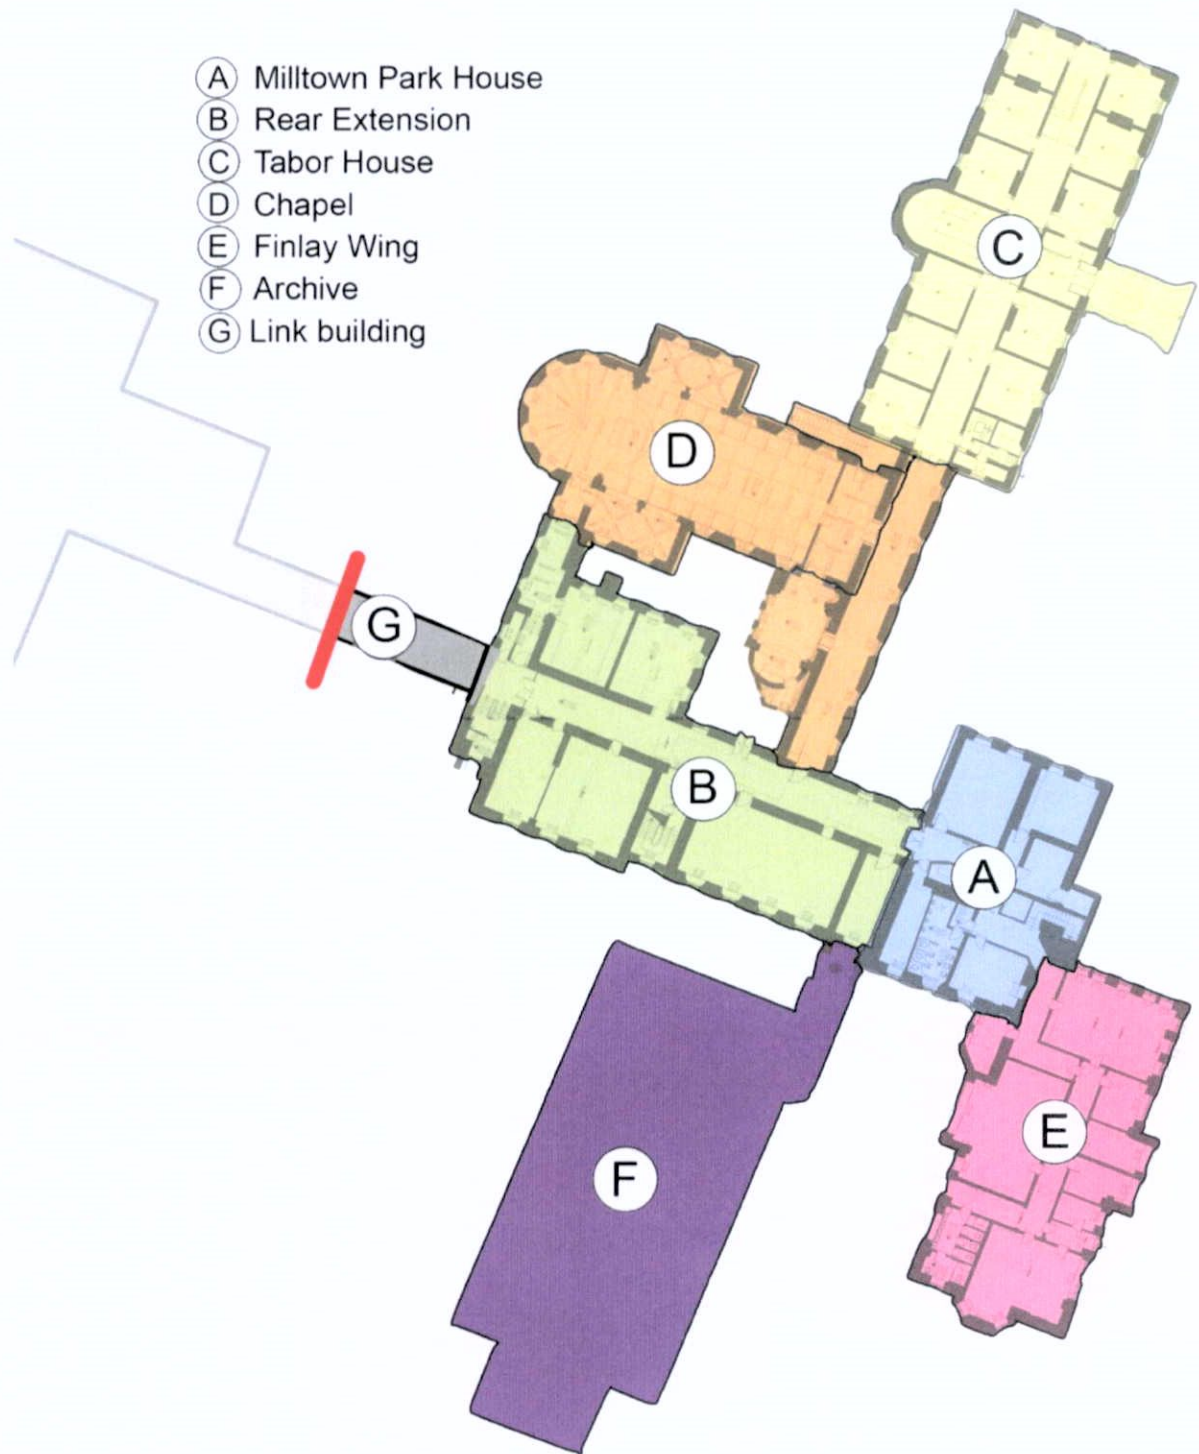 A Milltown Park House
B Rear Extension
C Tabor House
D Chapel
E Finlay Wing
F Archive
G Link building
C
D
G
B
A
E
F